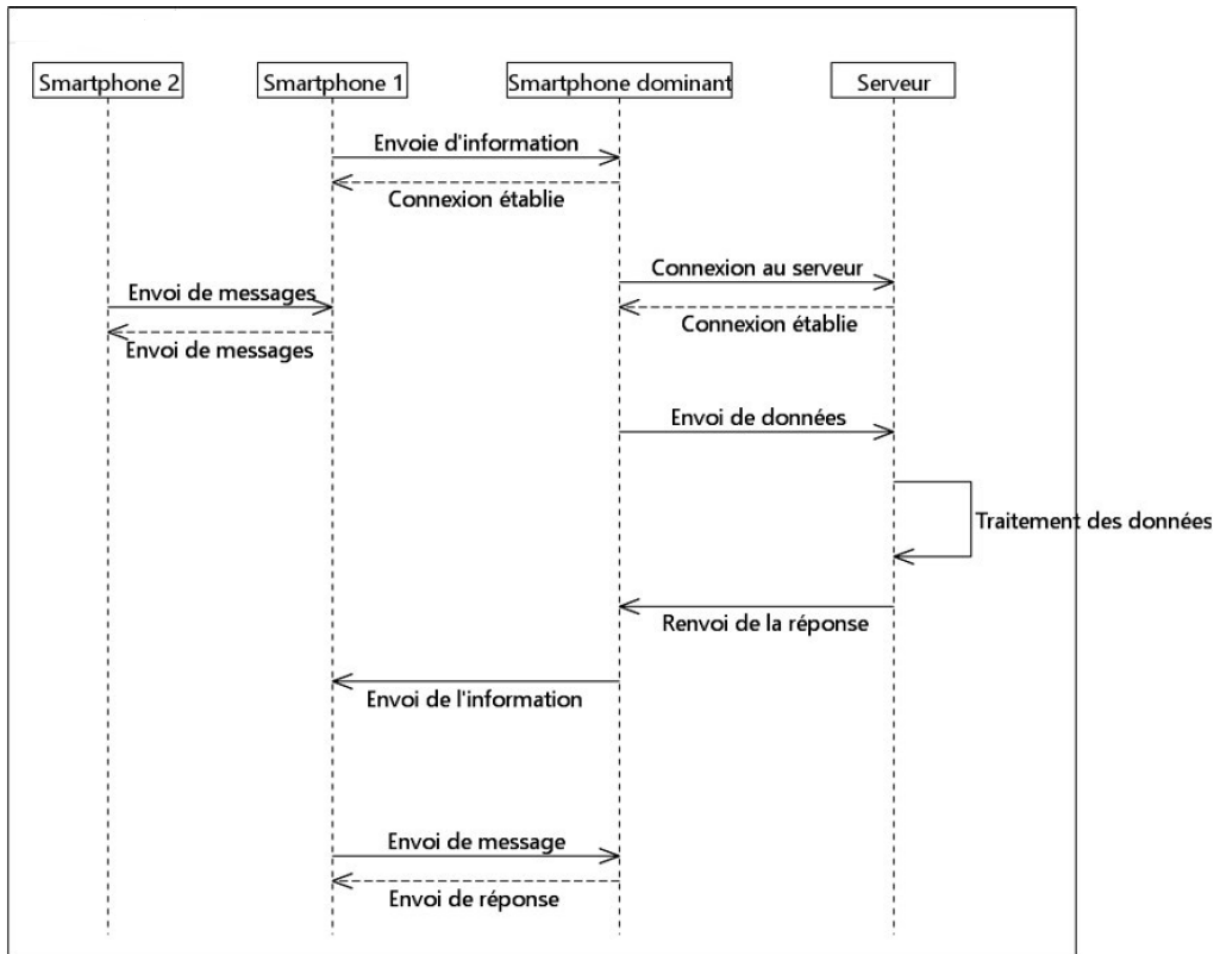 Smartphone 2
Smartphone 1
Smartphone dominant
Serveur
Envoie d'information
Connexion établie
Connexion au serveur
Envoi de messages
Connexion établie
Envoi de messages
Envoi de données
Traitement des données
Renvoi de la réponse
Envoi de l'information
Envoi de message
Envoi de réponse